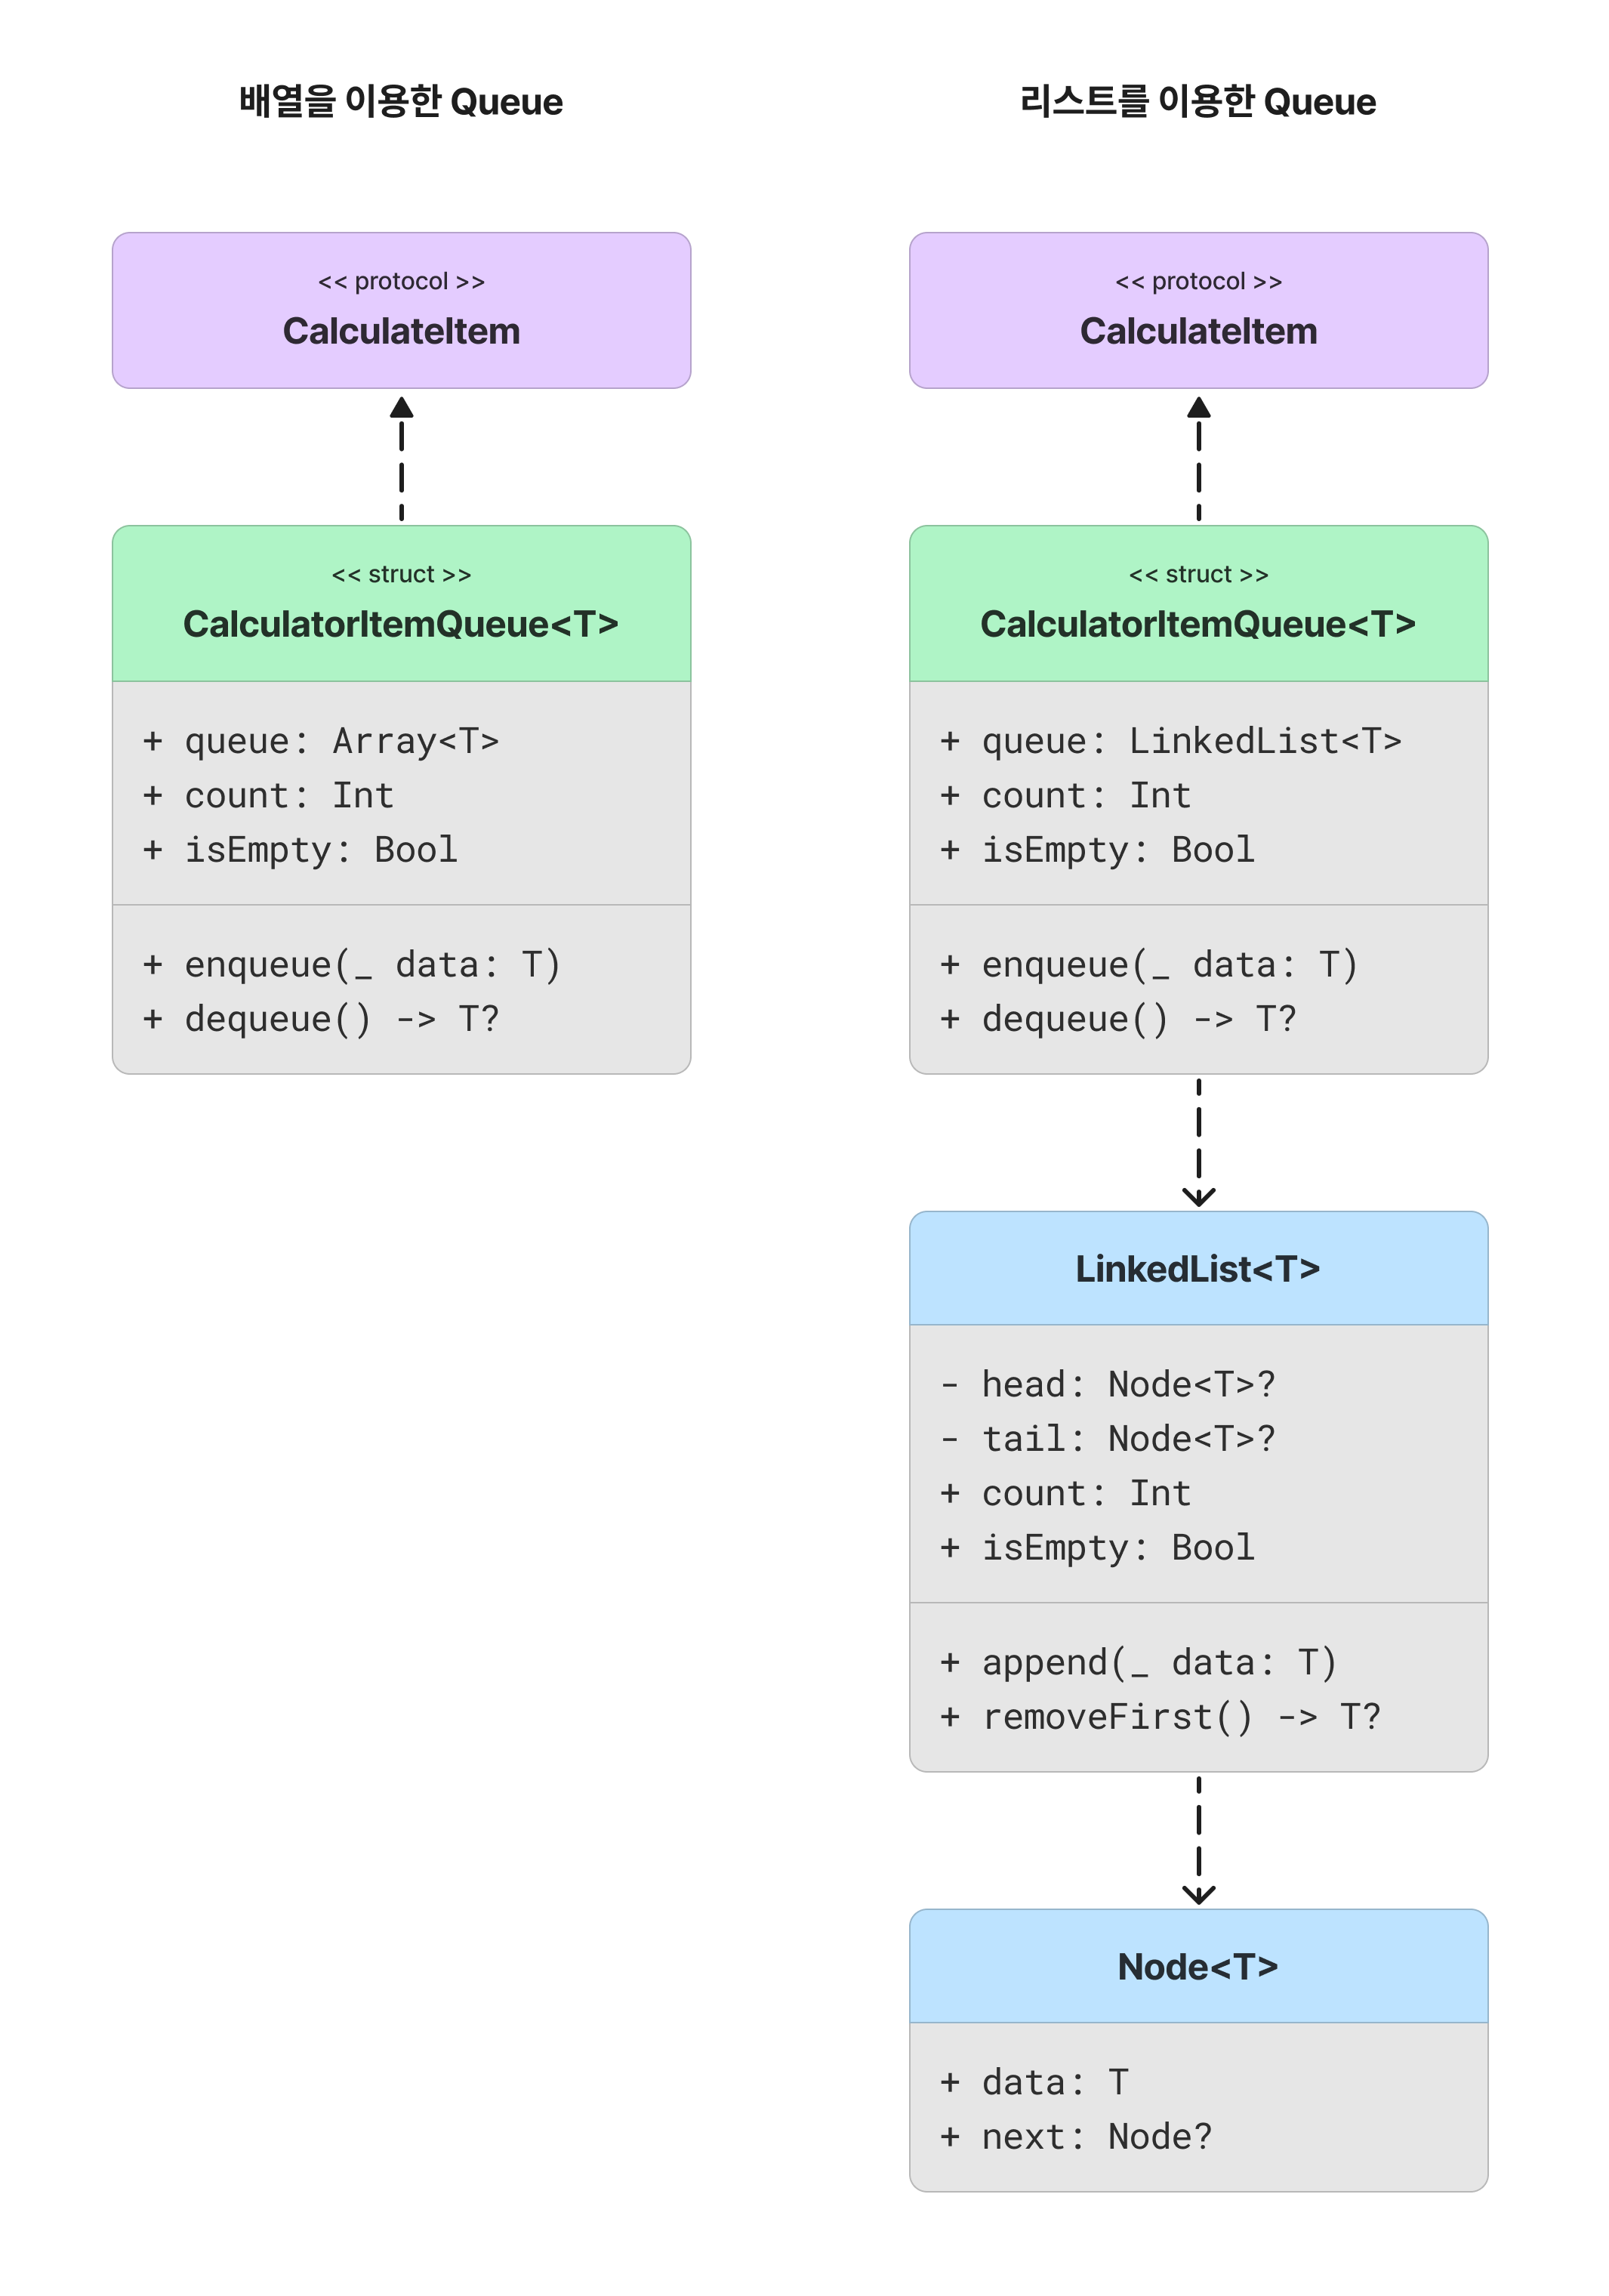 배열을 이용한 Queue
<< protocol >>
CalculateItem
<< struct >>
CalculatorItemQueue<T>
+ queue: Array<T>
+ count: Int
+ isEmpty: Bool
+ enqueue(_ data: T)
+ dequeue() -> T?
리스트를 이용한 Queue
<< protocol >>
CalculateItem
<< struct >>
CalculatorItemQueue<T>
+ queue: LinkedList<T>
+ count: Int
+ isEmpty: Bool
+ enqueue(_ data: T)
+ dequeue() -> T?
LinkedList<T>
- head: Node<T>?
- tail: Node<T>?
+ count: Int
+ isEmpty: Bool
+ append(_ data: T)
+ removeFirst() -> T?
Node<T>
+ data: T
+ next: Node?